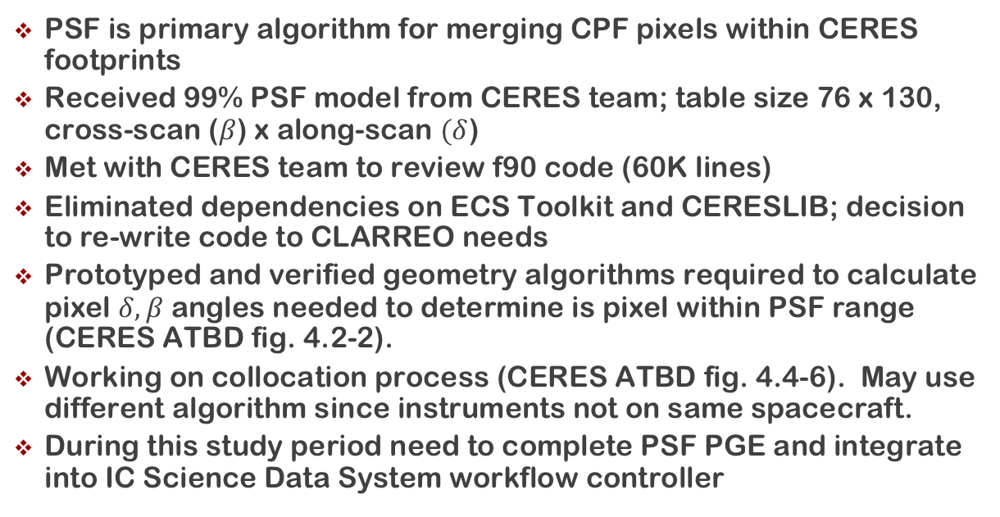 ❖ PSF is primary algorithm for merging CPF pixels within CERES
footprints
❖ Received 99% PSF model from CERES team; table size 76 x 130,
cross-scan (𝛽) x along-scan (𝛿)
❖ Met with CERES team to review f90 code (60K lines)
❖ Eliminated dependencies on ECS Toolkit and CERESLIB; decision
to re-write code to CLARREO needs
❖ Prototyped and verified geometry algorithms required to calculate
pixel 𝛿, 𝛽 angles needed to determine is pixel within PSF range
(CERES ATBD fig. 4.2-2).
❖ Working on collocation process (CERES ATBD fig. 4.4-6).  May use
different algorithm since instruments not on same spacecraft.
❖ During this study period need to complete PSF PGE and integrate
into IC Science Data System workflow controller